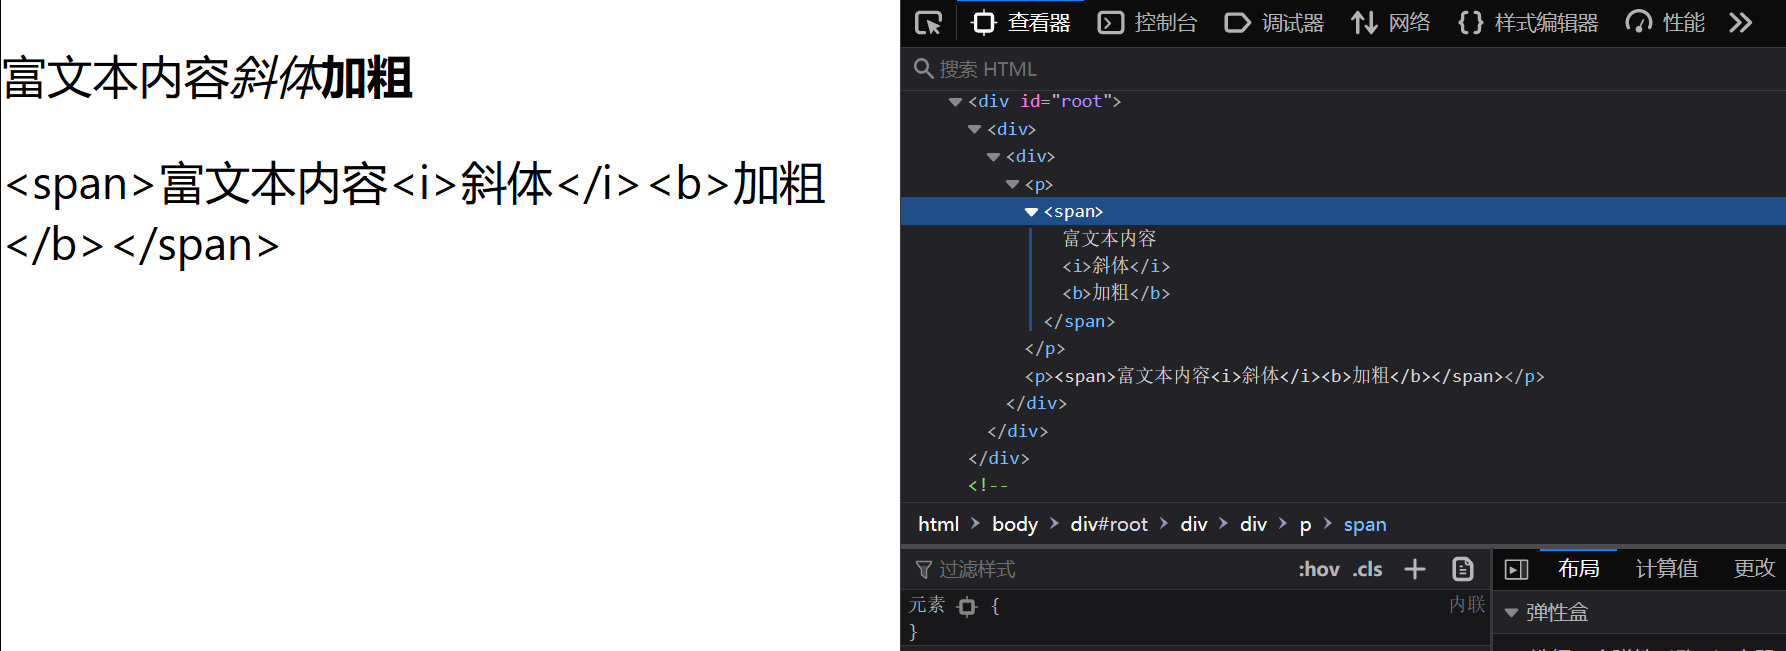 富文本内容斜体加粗
<span>富文本内容<i>斜体</i><b>加粗
</b></span>
查看器 控制台 调试器 网络 {} 样式编辑器 性能
搜索 HTML
<div id="root">
<div>
<div>
<p>
<span>
富文本内容
<i>斜体</i>
<b>加粗</b>
</span>
</p>
<p><span>富文本内容<i>斜体</i><b>加粗</b></span></p>
</div>
</div>
</div>
<!--
html > body > div#root > div > div > p > span
过滤样式 :hov .cls + 布局 计算值 更改
元素 { 内联
}
弹性盒